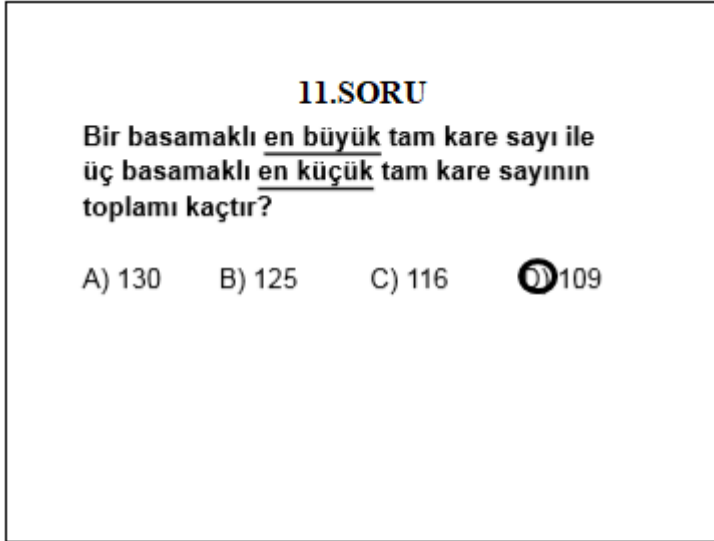 11.SORU
Bir basamaklı en büyük tam kare sayı ile
üç basamaklı en küçük tam kare sayının
toplamı kaçtır?
A) 130 B) 125 C) 116 D) 109